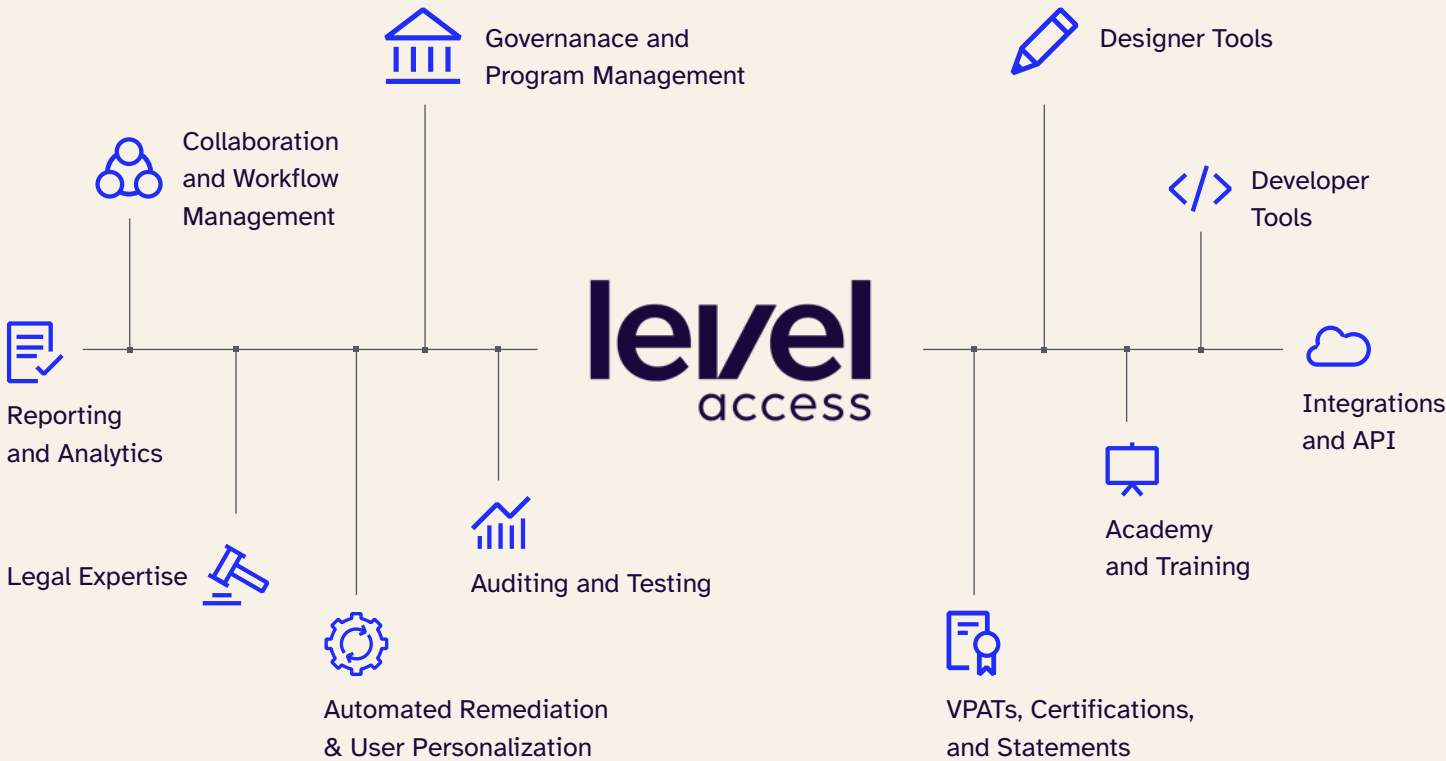 Governanace and
Program Management
Designer Tools
Collaboration
and Workflow
Management
Developer
Tools
level
access
Reporting
and Analytics
Integrations
and API
Academy
and Training
Legal Expertise
Auditing and Testing
Automated Remediation
& User Personalization
VPATs, Certifications,
and Statements